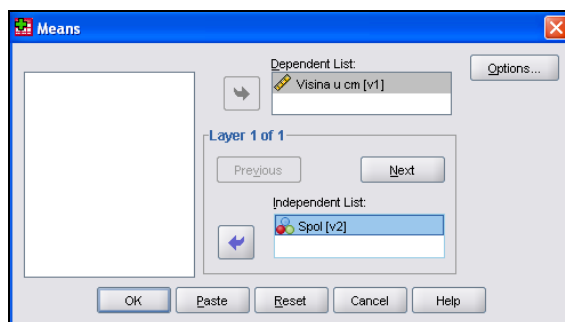 Means
Dependent List:
Visina u cm [v1]
Options...
Layer 1 of 1
Previous
Next
Independent List:
Spol [v2]
OK
Paste
Reset
Cancel
Help